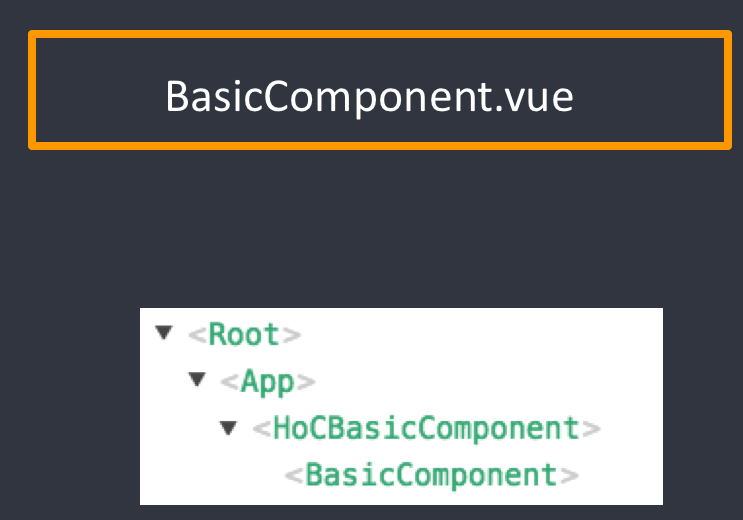 BasicComponent.vue
<Root>
<App>
<HoCBasicComponent>
<BasicComponent>